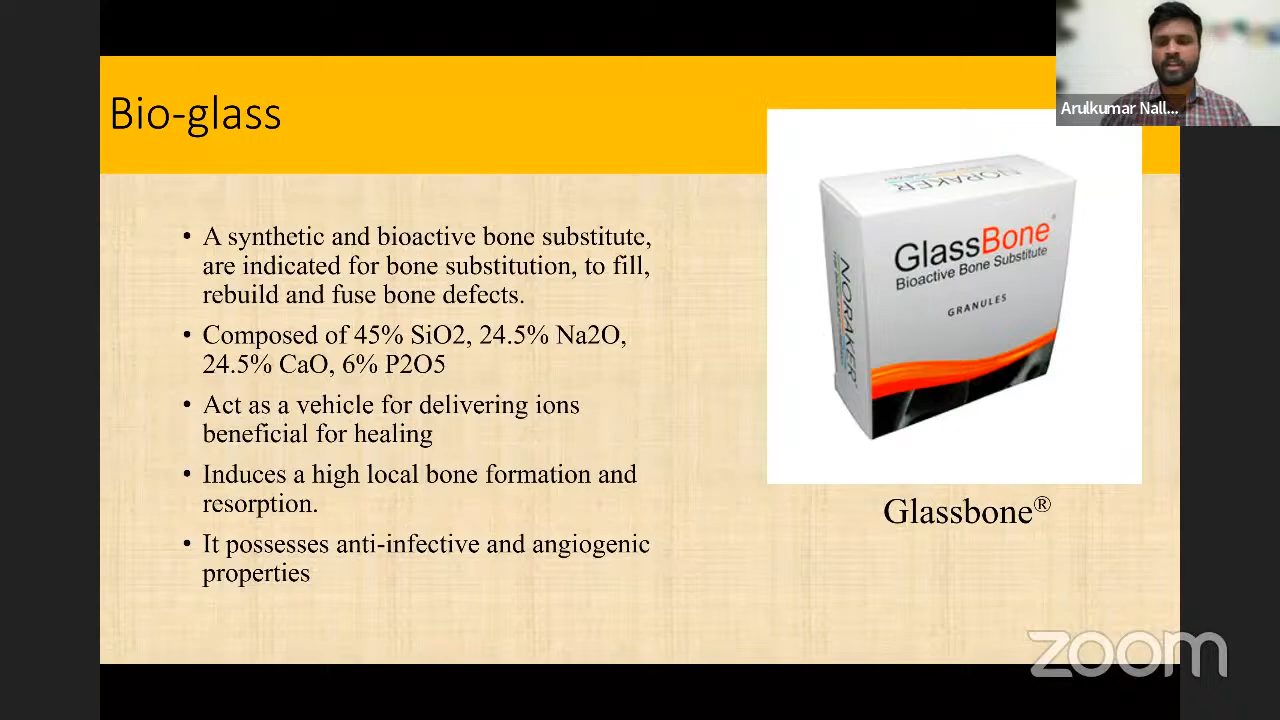 Bio-glass
Arulkumar Nall...
• A synthetic and bioactive bone substitute,
are indicated for bone substitution, to fill,
rebuild and fuse bone defects.
• Composed of 45% SiO2, 24.5% Na2O,
24.5% CaO, 6% P2O5
• Act as a vehicle for delivering ions
beneficial for healing
• Induces a high local bone formation and
resorption.
• It possesses anti-infective and angiogenic
properties
NORAKER
GlassBone®
Bioactive Bone Substitute
GRANULES
NORAKER
Glassbone®
zoom